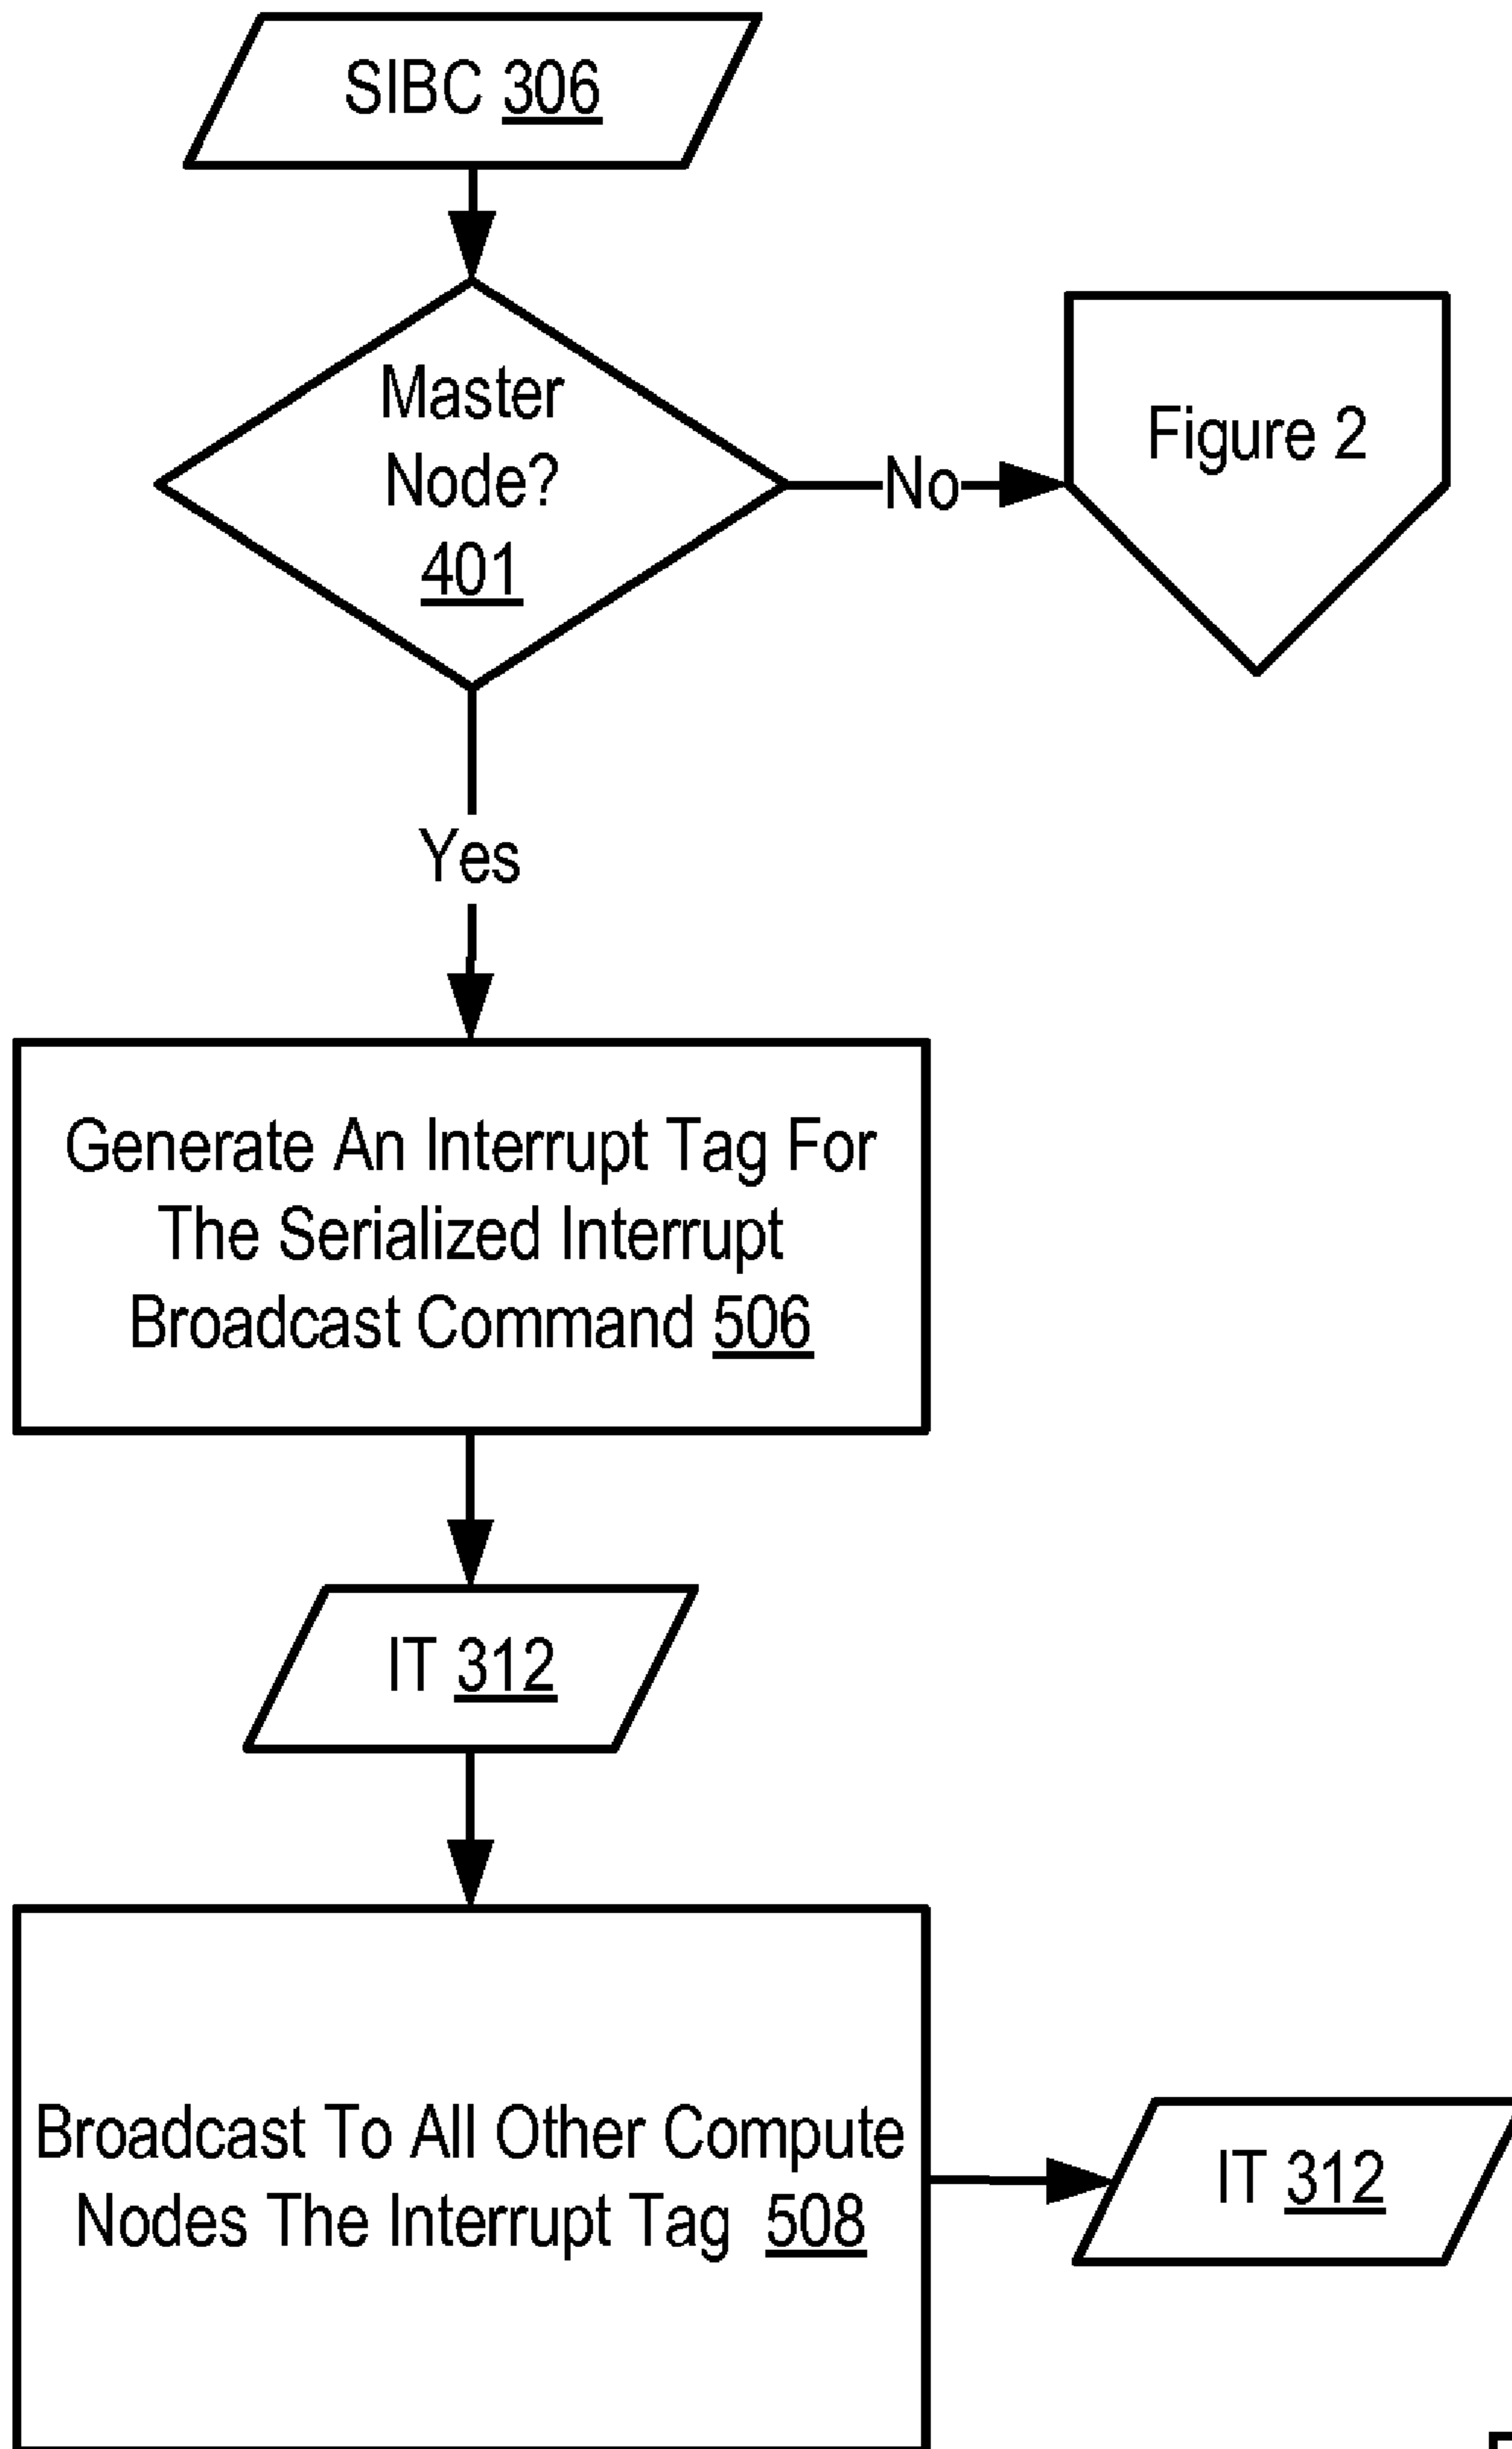 SIBC 306
Master
Node?
401
No
Figure 2
Yes
Generate An Interrupt Tag For
The Serialized Interrupt
Broadcast Command 506
IT 312
Broadcast To All Other Compute
Nodes The Interrupt Tag 508
IT 312